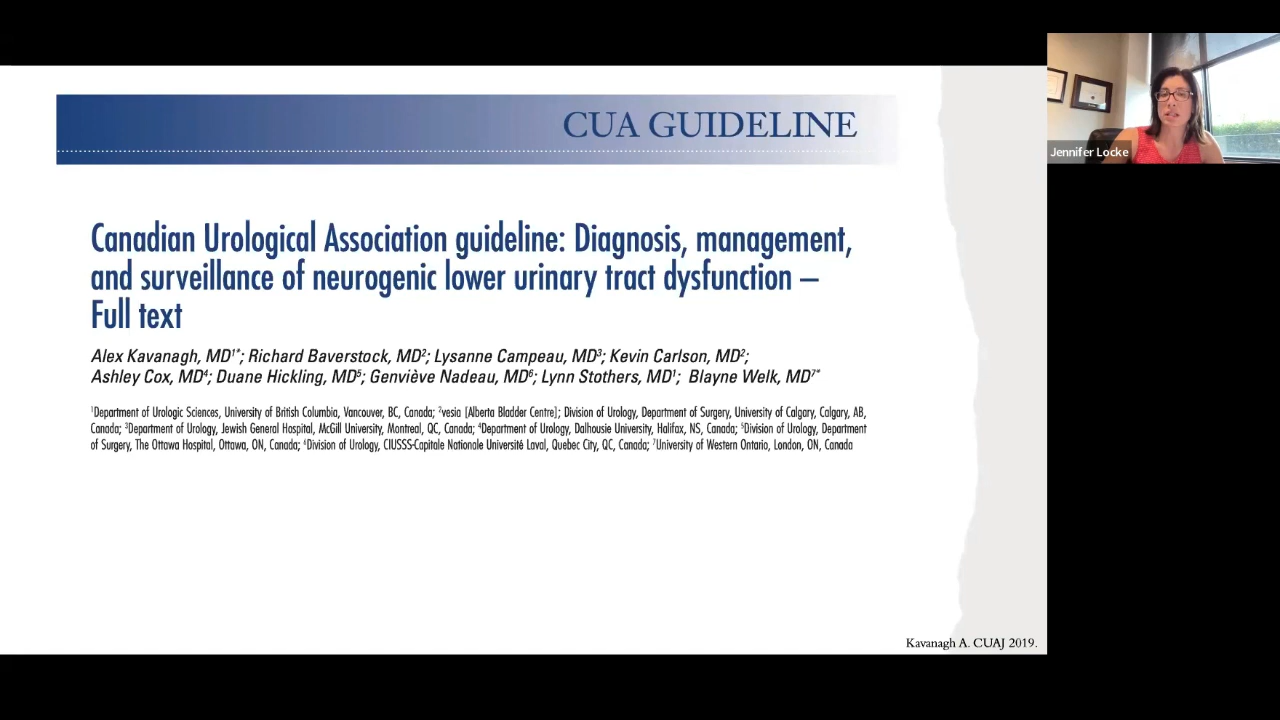 CUA GUIDELINE
Canadian Urological Association guideline: Diagnosis, management,
and surveillance of neurogenic lower urinary tract dysfunction –
Full text
Alex Kavanagh, MD¹*; Richard Baverstock, MD²; Lysanne Campeau, MD³; Kevin Carlson, MD²;
Ashley Cox, MD⁴; Duane Hickling, MD⁵; Genviève Nadeau, MD⁶; Lynn Stothers, MD¹; Blayne Welk, MD⁷*
¹Department of Urologic Sciences, University of British Columbia, Vancouver, BC, Canada; ²vesia [Alberta Bladder Centre]; Division of Urology, Department of Surgery, University of Calgary, Calgary, AB,
Canada; ³Department of Urology, Jewish General Hospital, McGill University, Montreal, QC, Canada; ⁴Department of Urology, Dalhousie University, Halifax, NS, Canada; ⁵Division of Urology, Department
of Surgery, The Ottawa Hospital, Ottawa, ON, Canada; ⁶Division of Urology, CIUSSS-Capitale Nationale Université Laval, Quebec City, QC, Canada; ⁷University of Western Ontario, London, ON, Canada
Kavanagh A. CUAJ 2019.
Jennifer Locke